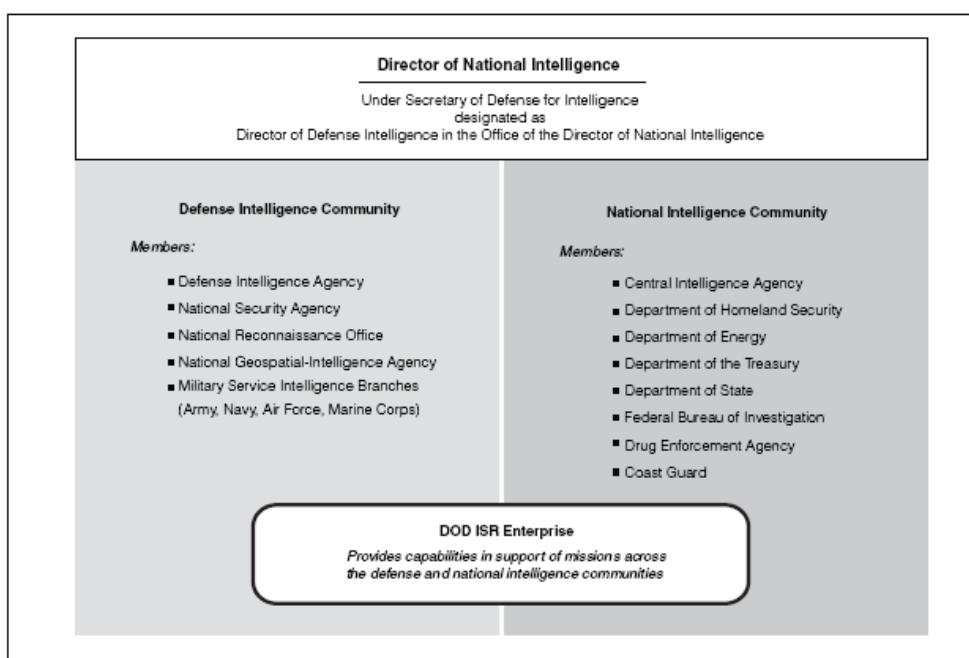 Director of National Intelligence
Under Secretary of Defense for Intelligence
designated as
Director of Defense Intelligence in the Office of the Director of National Intelligence
Defense Intelligence Community
Members:
■ Defense Intelligence Agency
■ National Security Agency
■ National Reconnaissance Office
■ National Geospatial-Intelligence Agency
■ Military Service Intelligence Branches
(Army, Navy, Air Force, Marine Corps)
National Intelligence Community
Members:
■ Central Intelligence Agency
■ Department of Homeland Security
■ Department of Energy
■ Department of the Treasury
■ Department of State
■ Federal Bureau of Investigation
■ Drug Enforcement Agency
■ Coast Guard
DOD ISR Enterprise
Provides capabilities in support of missions across
the defense and national intelligence communities